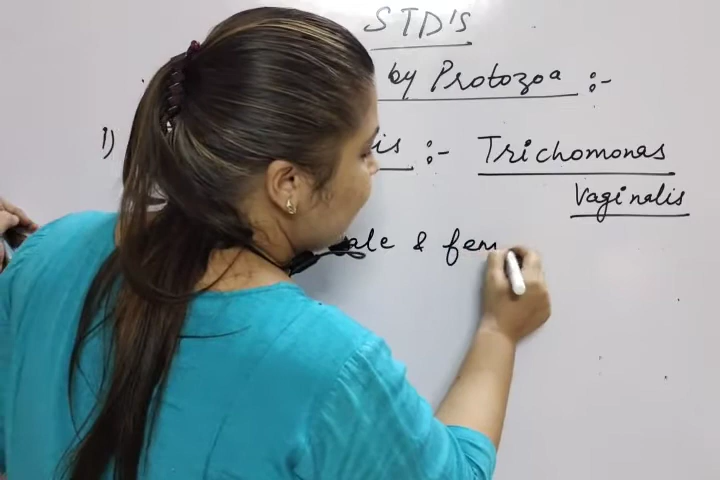 STD'S
by Protozoa :-
1) is :- Trichomonas
Vaginalis
ale & fem